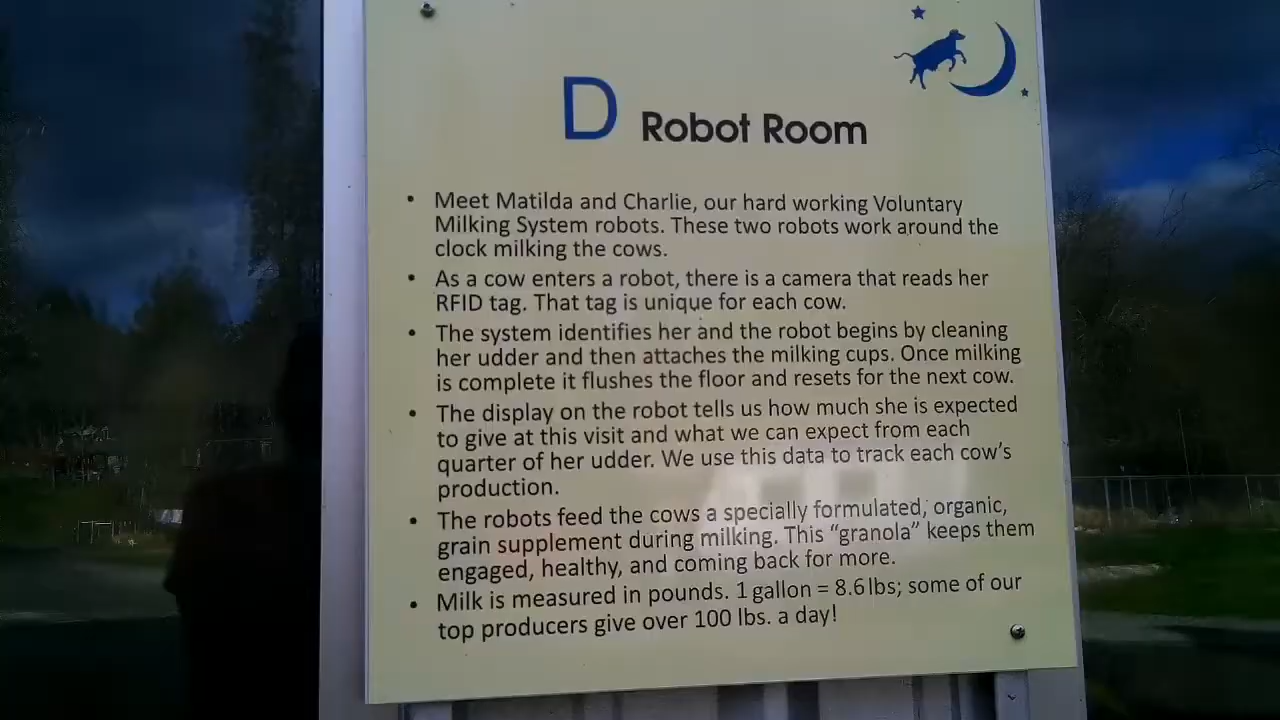 D Robot Room
• Meet Matilda and Charlie, our hard working Voluntary
Milking System robots. These two robots work around the
clock milking the cows.
• As a cow enters a robot, there is a camera that reads her
RFID tag. That tag is unique for each cow.
• The system identifies her and the robot begins by cleaning
her udder and then attaches the milking cups. Once milking
is complete it flushes the floor and resets for the next cow.
• The display on the robot tells us how much she is expected
to give at this visit and what we can expect from each
quarter of her udder. We use this data to track each cow’s
production.
• The robots feed the cows a specially formulated, organic,
grain supplement during milking. This “granola” keeps them
engaged, healthy, and coming back for more.
• Milk is measured in pounds. 1 gallon = 8.6 lbs; some of our
top producers give over 100 lbs. a day!